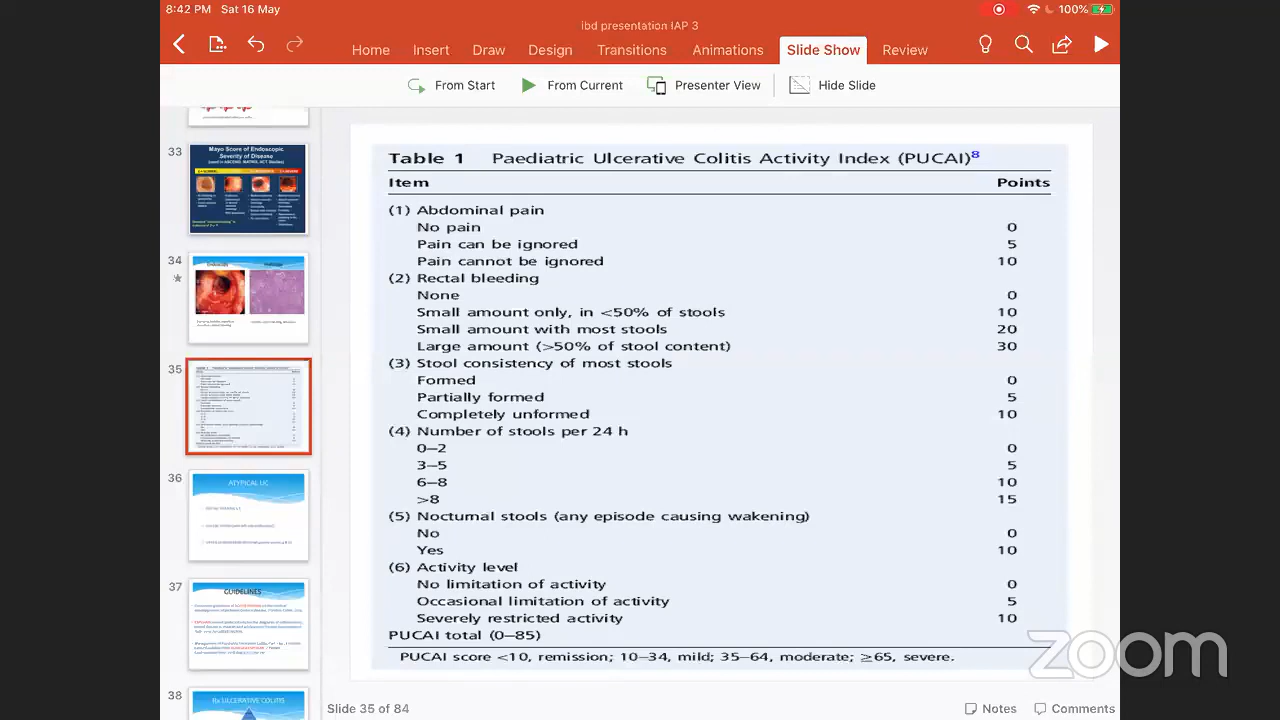 8:42 PM Sat 16 May
100%
ibd presentation IAP 3
Home Insert Draw Design Transitions Animations Slide Show Review
From Start From Current Presenter View Hide Slide
33
Mayo Score of Endoscopic
Severity of Disease
34
35
36
ATYPICAL UC
37
GUIDELINES
38
Rx ULCERATIVE COLITIS
Table 1 Paediatric Ulcerative Colitis Activity Index (PUCAI)8
Item Points
(1) Abdominal pain
No pain 0
Pain can be ignored 5
Pain cannot be ignored 10
(2) Rectal bleeding
None 0
Small amount only, in <50% of stools 10
Small amount with most stools 20
Large amount (>50% of stool content) 30
(3) Stool consistency of most stools
Formed 0
Partially formed 5
Completely unformed 10
(4) Number of stools per 24 h
0–2 0
3–5 5
6–8 10
>8 15
(5) Nocturnal stools (any episode causing wakening)
No 0
Yes 10
(6) Activity level
No limitation of activity 0
Occasional limitation of activity 5
Severely limited activity 10
PUCAI total (0–85)
Total score <10, remission; 10–34, mild; 35–64, moderate; ≥65, severe.
zoom
Slide 35 of 84
Notes Comments